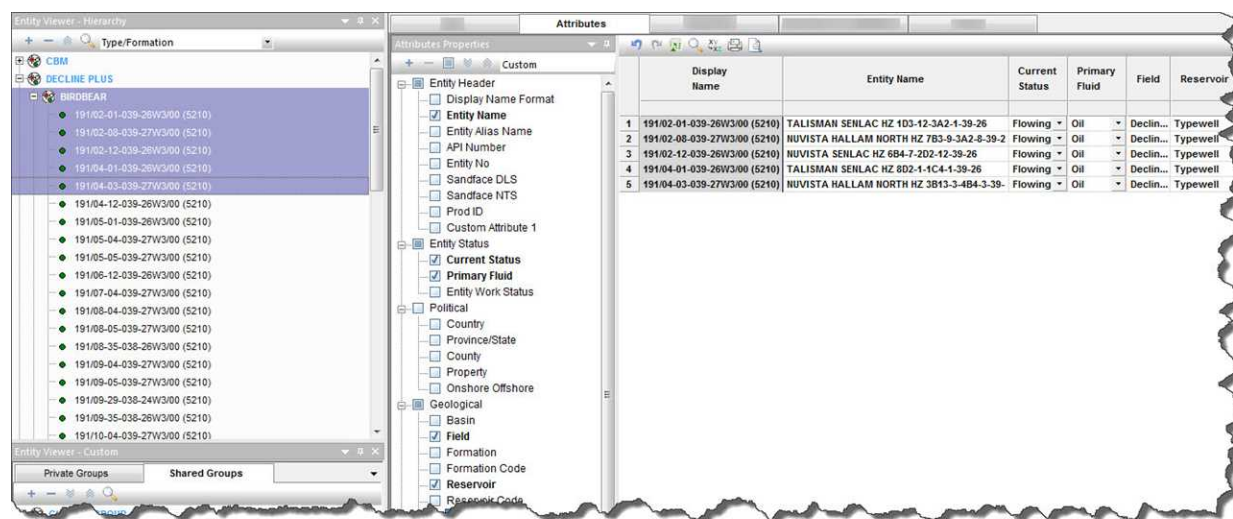 Entity Viewer - Hierarchy
Type/Formation
CBM
DECLINE PLUS
BIRDBEAR
191/02-01-039-26W3/00 (5210)
191/02-08-039-27W3/00 (5210)
191/02-12-039-26W3/00 (5210)
191/04-01-039-26W3/00 (5210)
191/04-03-039-27W3/00 (5210)
191/04-12-039-26W3/00 (5210)
191/05-01-039-26W3/00 (5210)
191/05-04-039-27W3/00 (5210)
191/05-05-039-27W3/00 (5210)
191/06-12-039-26W3/00 (5210)
191/07-04-039-27W3/00 (5210)
191/08-04-039-27W3/00 (5210)
191/08-05-039-27W3/00 (5210)
191/08-35-038-26W3/00 (5210)
191/09-04-039-27W3/00 (5210)
191/09-05-039-27W3/00 (5210)
191/09-29-038-24W3/00 (5210)
191/09-35-038-26W3/00 (5210)
191/10-04-039-27W3/00 (5210)
Entity Viewer - Custom
Private Groups Shared Groups
Attributes
Attributes Properties
Custom
Entity Header
Display Name Format
Entity Name
Entity Alias Name
API Number
Entity No
Sandface DLS
Sandface NTS
Prod ID
Custom Attribute 1
Entity Status
Current Status
Primary Fluid
Entity Work Status
Political
Country
Province/State
County
Property
Onshore Offshore
Geological
Basin
Field
Formation
Formation Code
Reservoir
Reservoir Code
Display Name Entity Name Current Status Primary Fluid Field Reservoir
1 191/02-01-039-26W3/00 (5210) TALISMAN SENLAC HZ 1D3-12-3A2-1-39-26 Flowing Oil Declin... Typewell
2 191/02-08-039-27W3/00 (5210) NUVISTA HALLAM NORTH HZ 7B3-9-3A2-8-39-2 Flowing Oil Declin... Typewell
3 191/02-12-039-26W3/00 (5210) NUVISTA SENLAC HZ 6B4-7-2D2-12-39-26 Flowing Oil Declin... Typewell
4 191/04-01-039-26W3/00 (5210) TALISMAN SENLAC HZ 8D2-1-1C4-1-39-26 Flowing Oil Declin... Typewell
5 191/04-03-039-27W3/00 (5210) NUVISTA HALLAM NORTH HZ 3B13-3-4B4-3-39- Flowing Oil Declin... Typewell